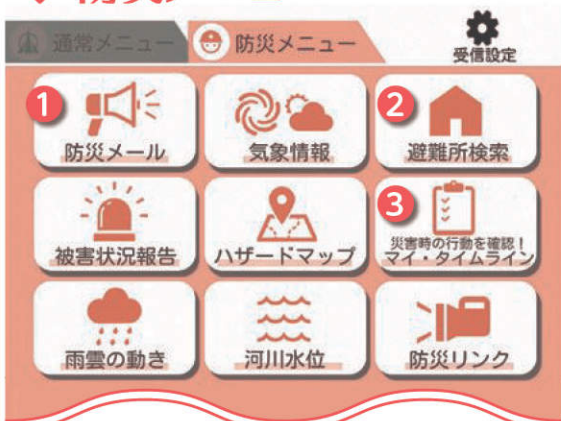 通常メニュー
防災メニュー
受信設定
1
防災メール
気象情報
2
避難所検索
被害状況報告
ハザードマップ
3
災害時の行動を確認！
マイ・タイムライン
雨雲の動き
河川水位
防災リンク